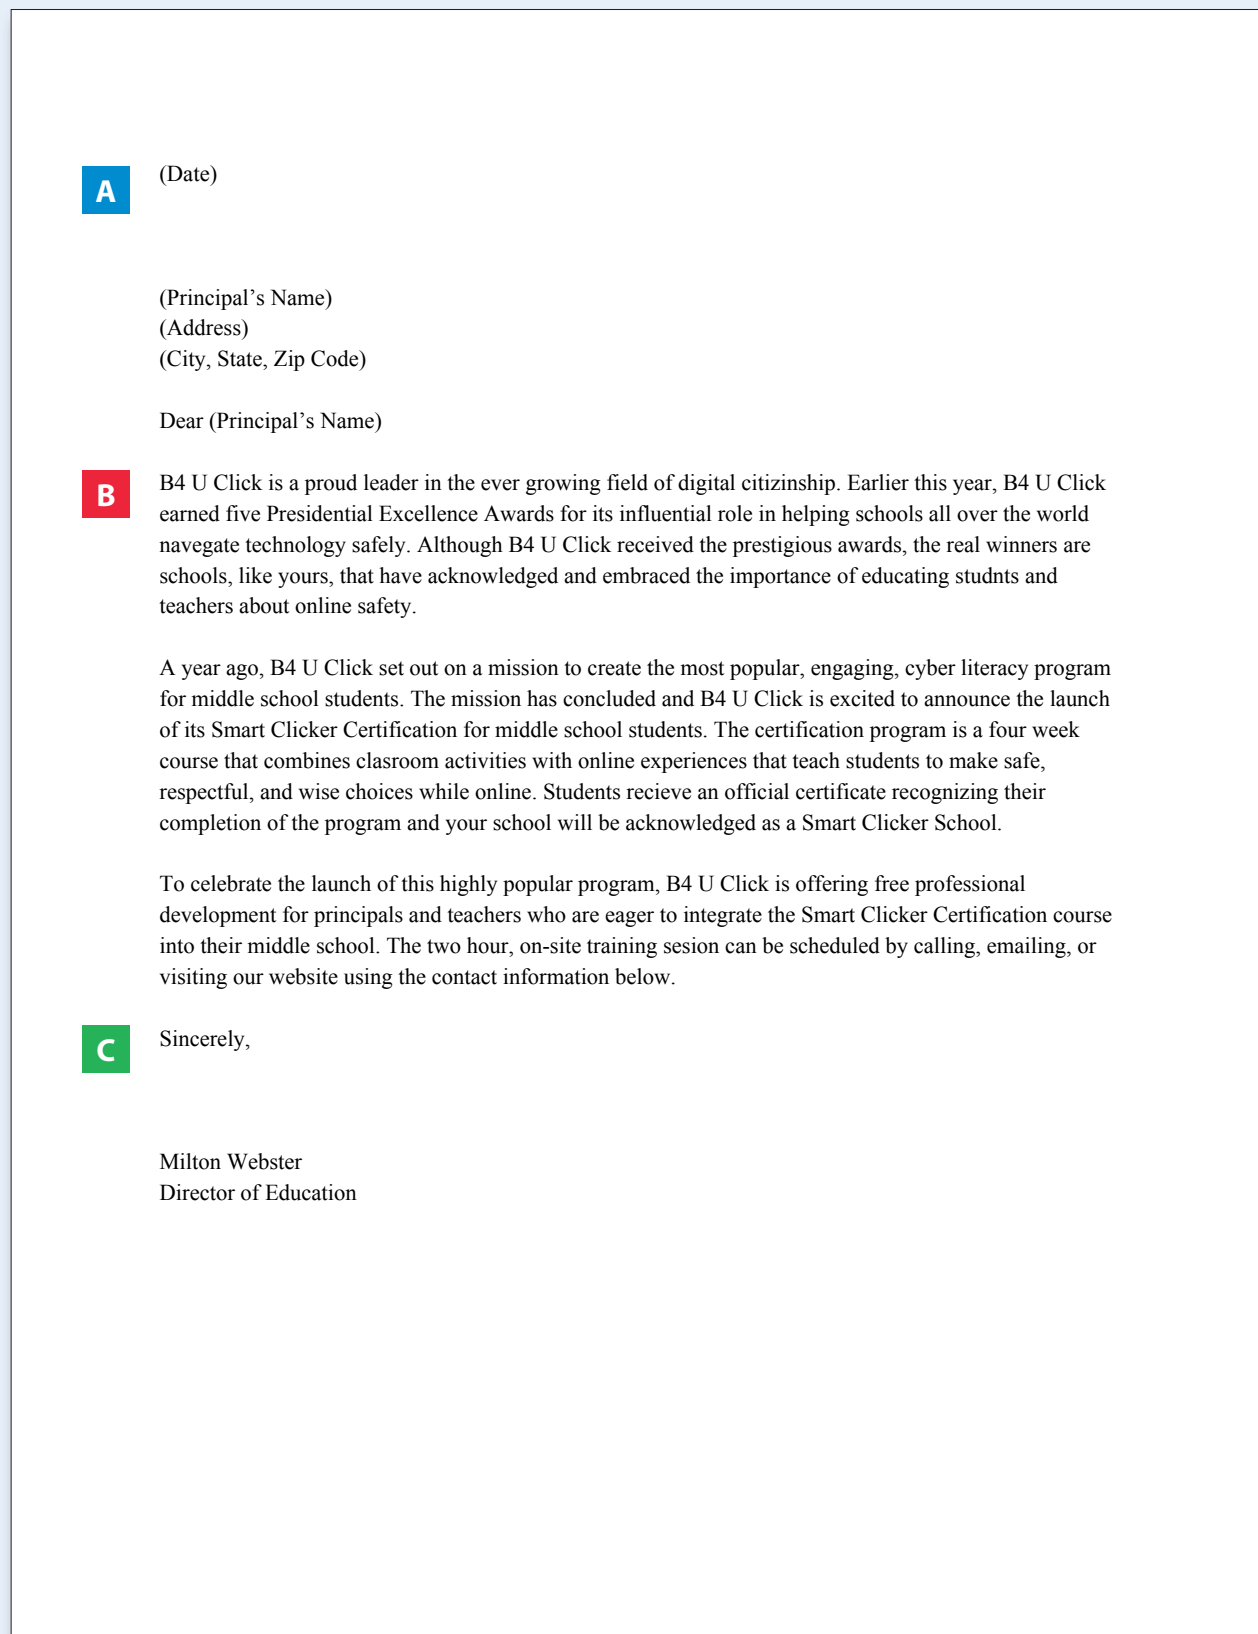 A
(Date)
(Principal’s Name)
(Address)
(City, State, Zip Code)
Dear (Principal’s Name)
B
B4 U Click is a proud leader in the ever growing field of digital citizinship. Earlier this year, B4 U Click
earned five Presidential Excellence Awards for its influential role in helping schools all over the world
navegate technology safely. Although B4 U Click received the prestigious awards, the real winners are
schools, like yours, that have acknowledged and embraced the importance of educating studnts and
teachers about online safety.
A year ago, B4 U Click set out on a mission to create the most popular, engaging, cyber literacy program
for middle school students. The mission has concluded and B4 U Click is excited to announce the launch
of its Smart Clicker Certification for middle school students. The certification program is a four week
course that combines clasroom activities with online experiences that teach students to make safe,
respectful, and wise choices while online. Students recieve an official certificate recognizing their
completion of the program and your school will be acknowledged as a Smart Clicker School.
To celebrate the launch of this highly popular program, B4 U Click is offering free professional
development for principals and teachers who are eager to integrate the Smart Clicker Certification course
into their middle school. The two hour, on-site training sesion can be scheduled by calling, emailing, or
visiting our website using the contact information below.
C
Sincerely,
Milton Webster
Director of Education